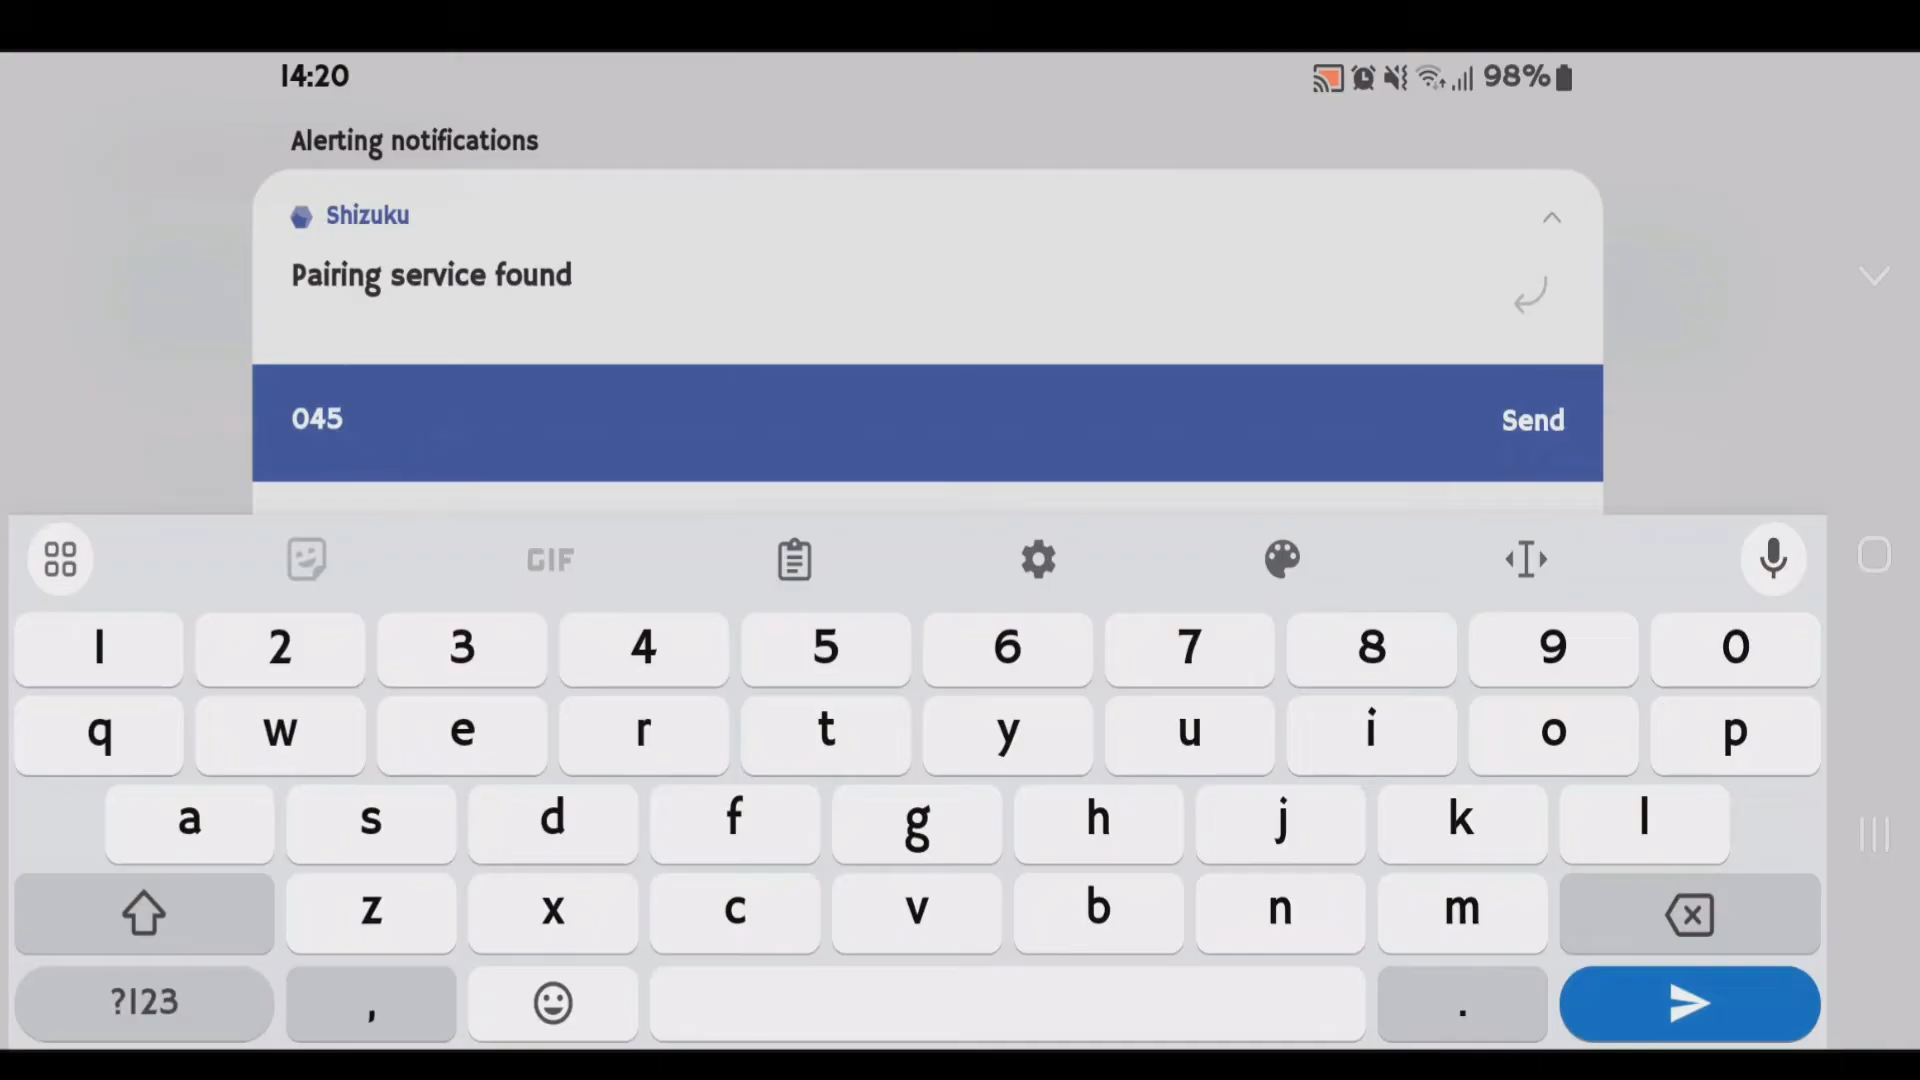 14:20
98%
Alerting notifications
Shizuku
Pairing service found
045
Send
GIF
1 2 3 4 5 6 7 8 9 0
q w e r t y u i o p
a s d f g h j k l
z x c v b n m
?123 , .